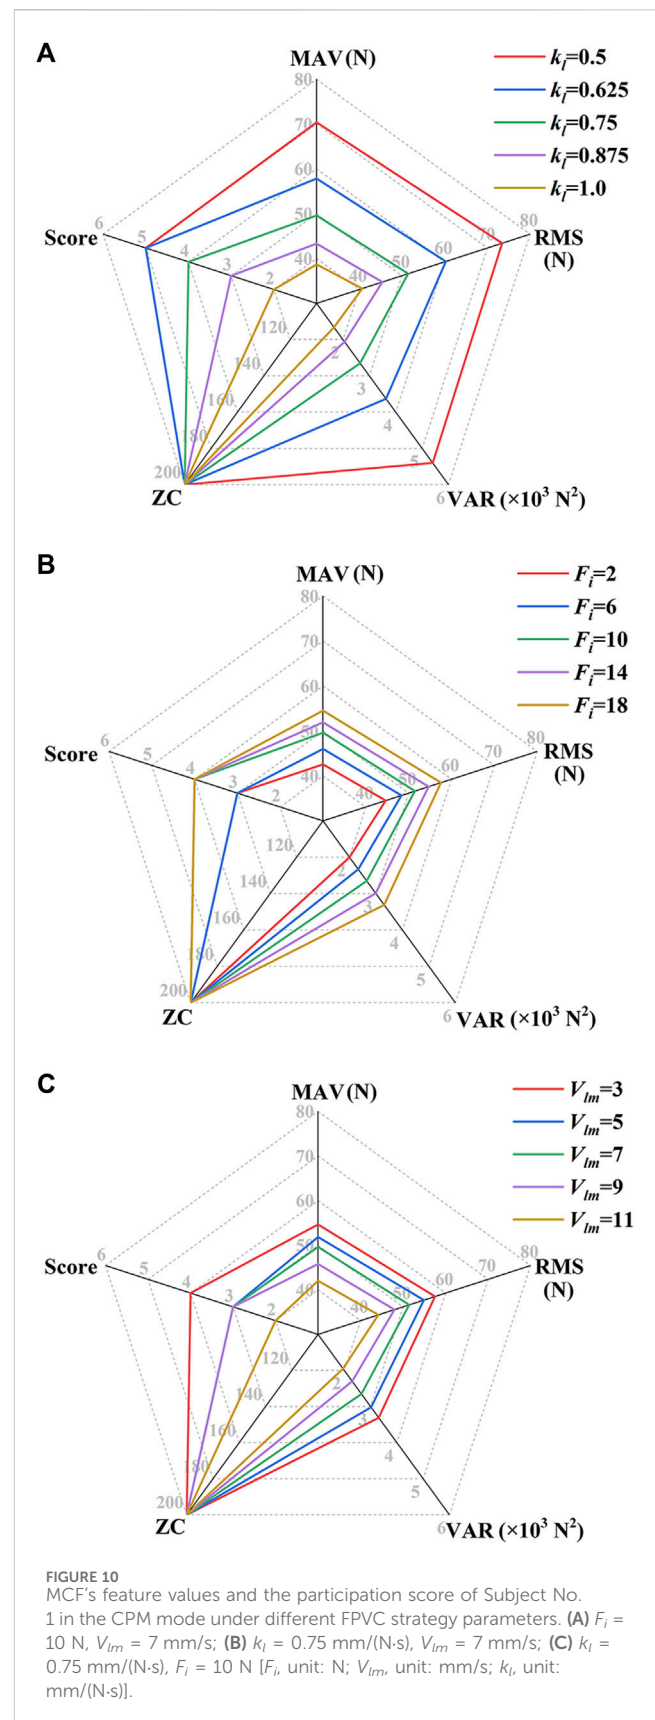 A
MAV (N)
80
70
60
50
40
k_l=0.5
k_l=0.625
k_l=0.75
k_l=0.875
k_l=1.0
6
5
4
3
2
Score
40
50
60
70
80
RMS
(N)
120
140
160
180
200
ZC
2
3
4
5
6
VAR (×10³ N²)
B
MAV (N)
80
70
60
50
40
F_i=2
F_i=6
F_i=10
F_i=14
F_i=18
6
5
4
3
2
Score
40
50
60
70
80
RMS
(N)
120
140
160
180
200
ZC
2
3
4
5
6
VAR (×10³ N²)
C
MAV (N)
80
70
60
50
40
V_lm=3
V_lm=5
V_lm=7
V_lm=9
V_lm=11
6
5
4
3
2
Score
40
50
60
70
80
RMS
(N)
120
140
160
180
200
ZC
2
3
4
5
6
VAR (×10³ N²)
FIGURE 10
MCF's feature values and the participation score of Subject No.
1 in the CPM mode under different FPVC strategy parameters. (A) F_i =
10 N, V_lm = 7 mm/s; (B) k_l = 0.75 mm/(N·s), V_lm = 7 mm/s; (C) k_l =
0.75 mm/(N·s), F_i = 10 N [F_i, unit: N; V_lm, unit: mm/s; k_l, unit:
mm/(N·s)].